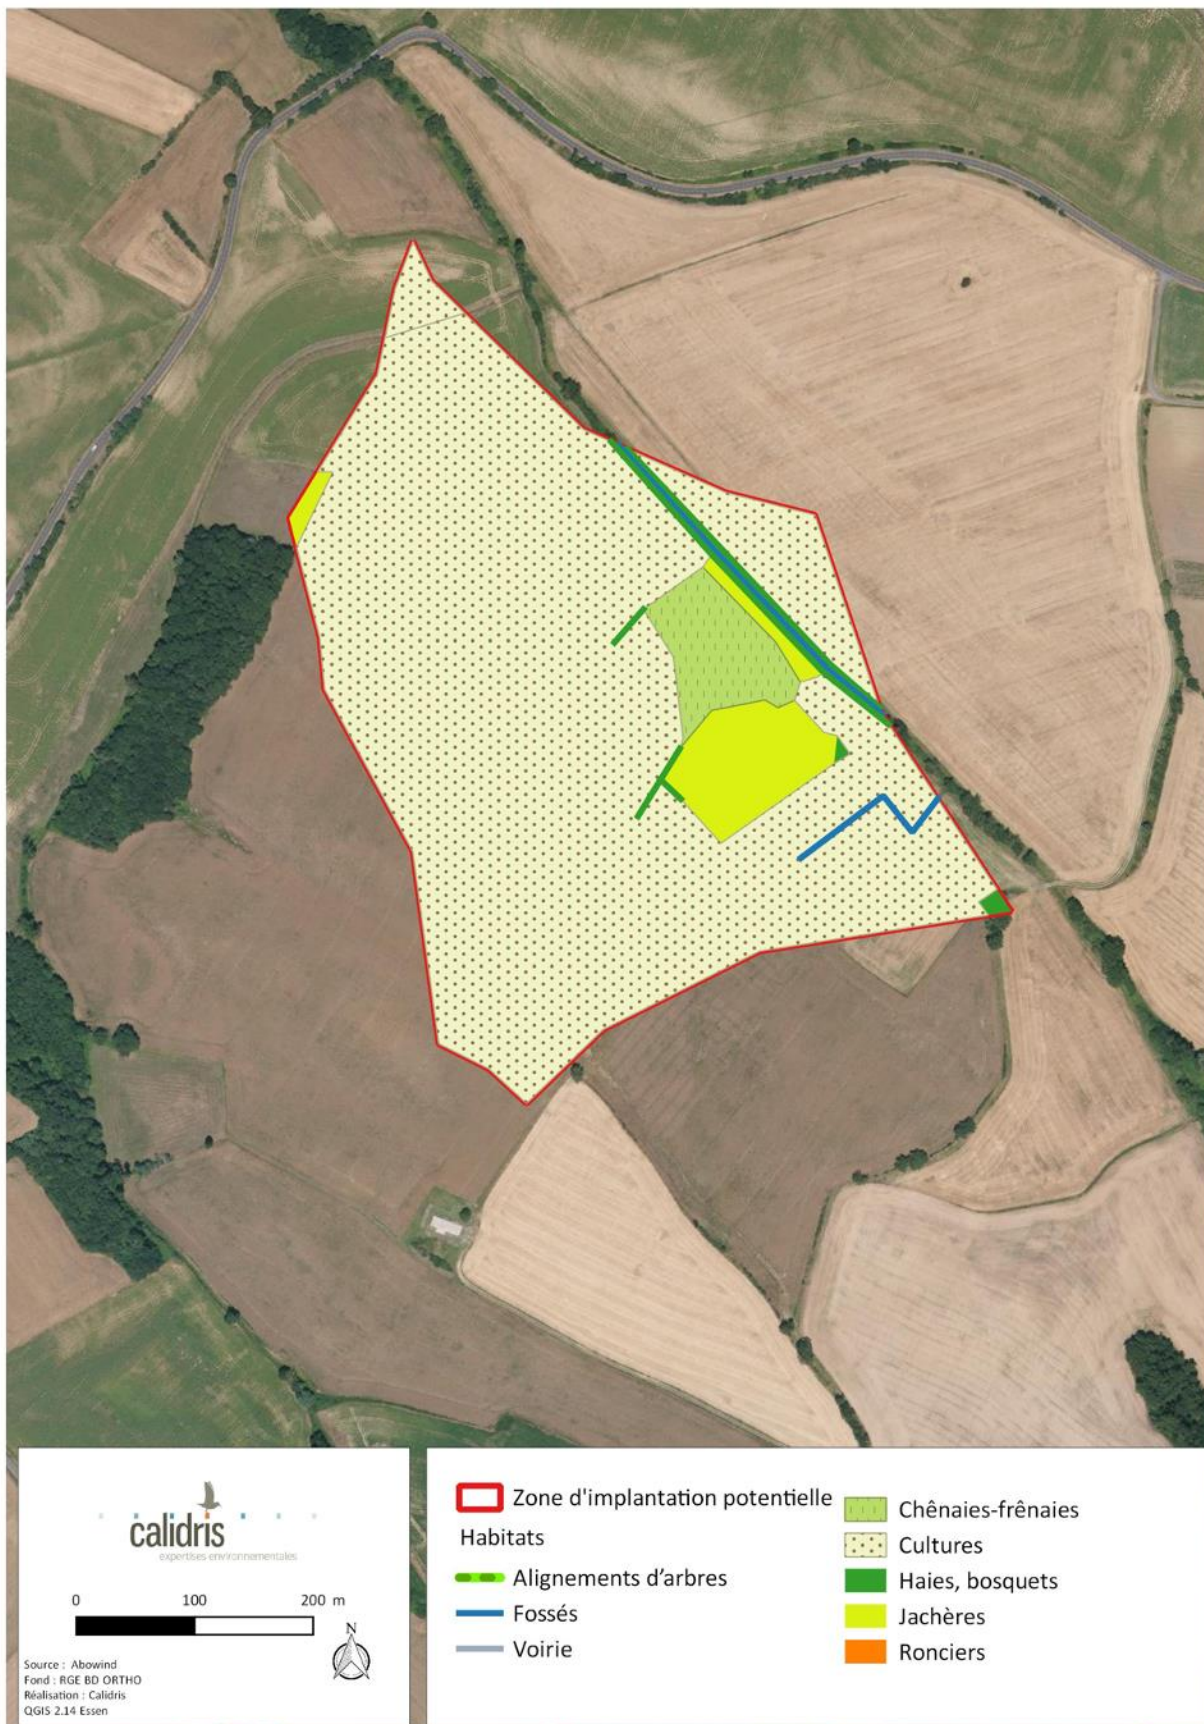 calidris
expertises environnementales
0 100 200 m
N
Source : Abowind
Fond : RGE BD ORTHO
Réalisation : Calidris
QGIS 2.14 Essen
Zone d'implantation potentielle
Habitats
Alignements d’arbres
Fossés
Voirie
Chênaies-frênaies
Cultures
Haies, bosquets
Jachères
Ronciers